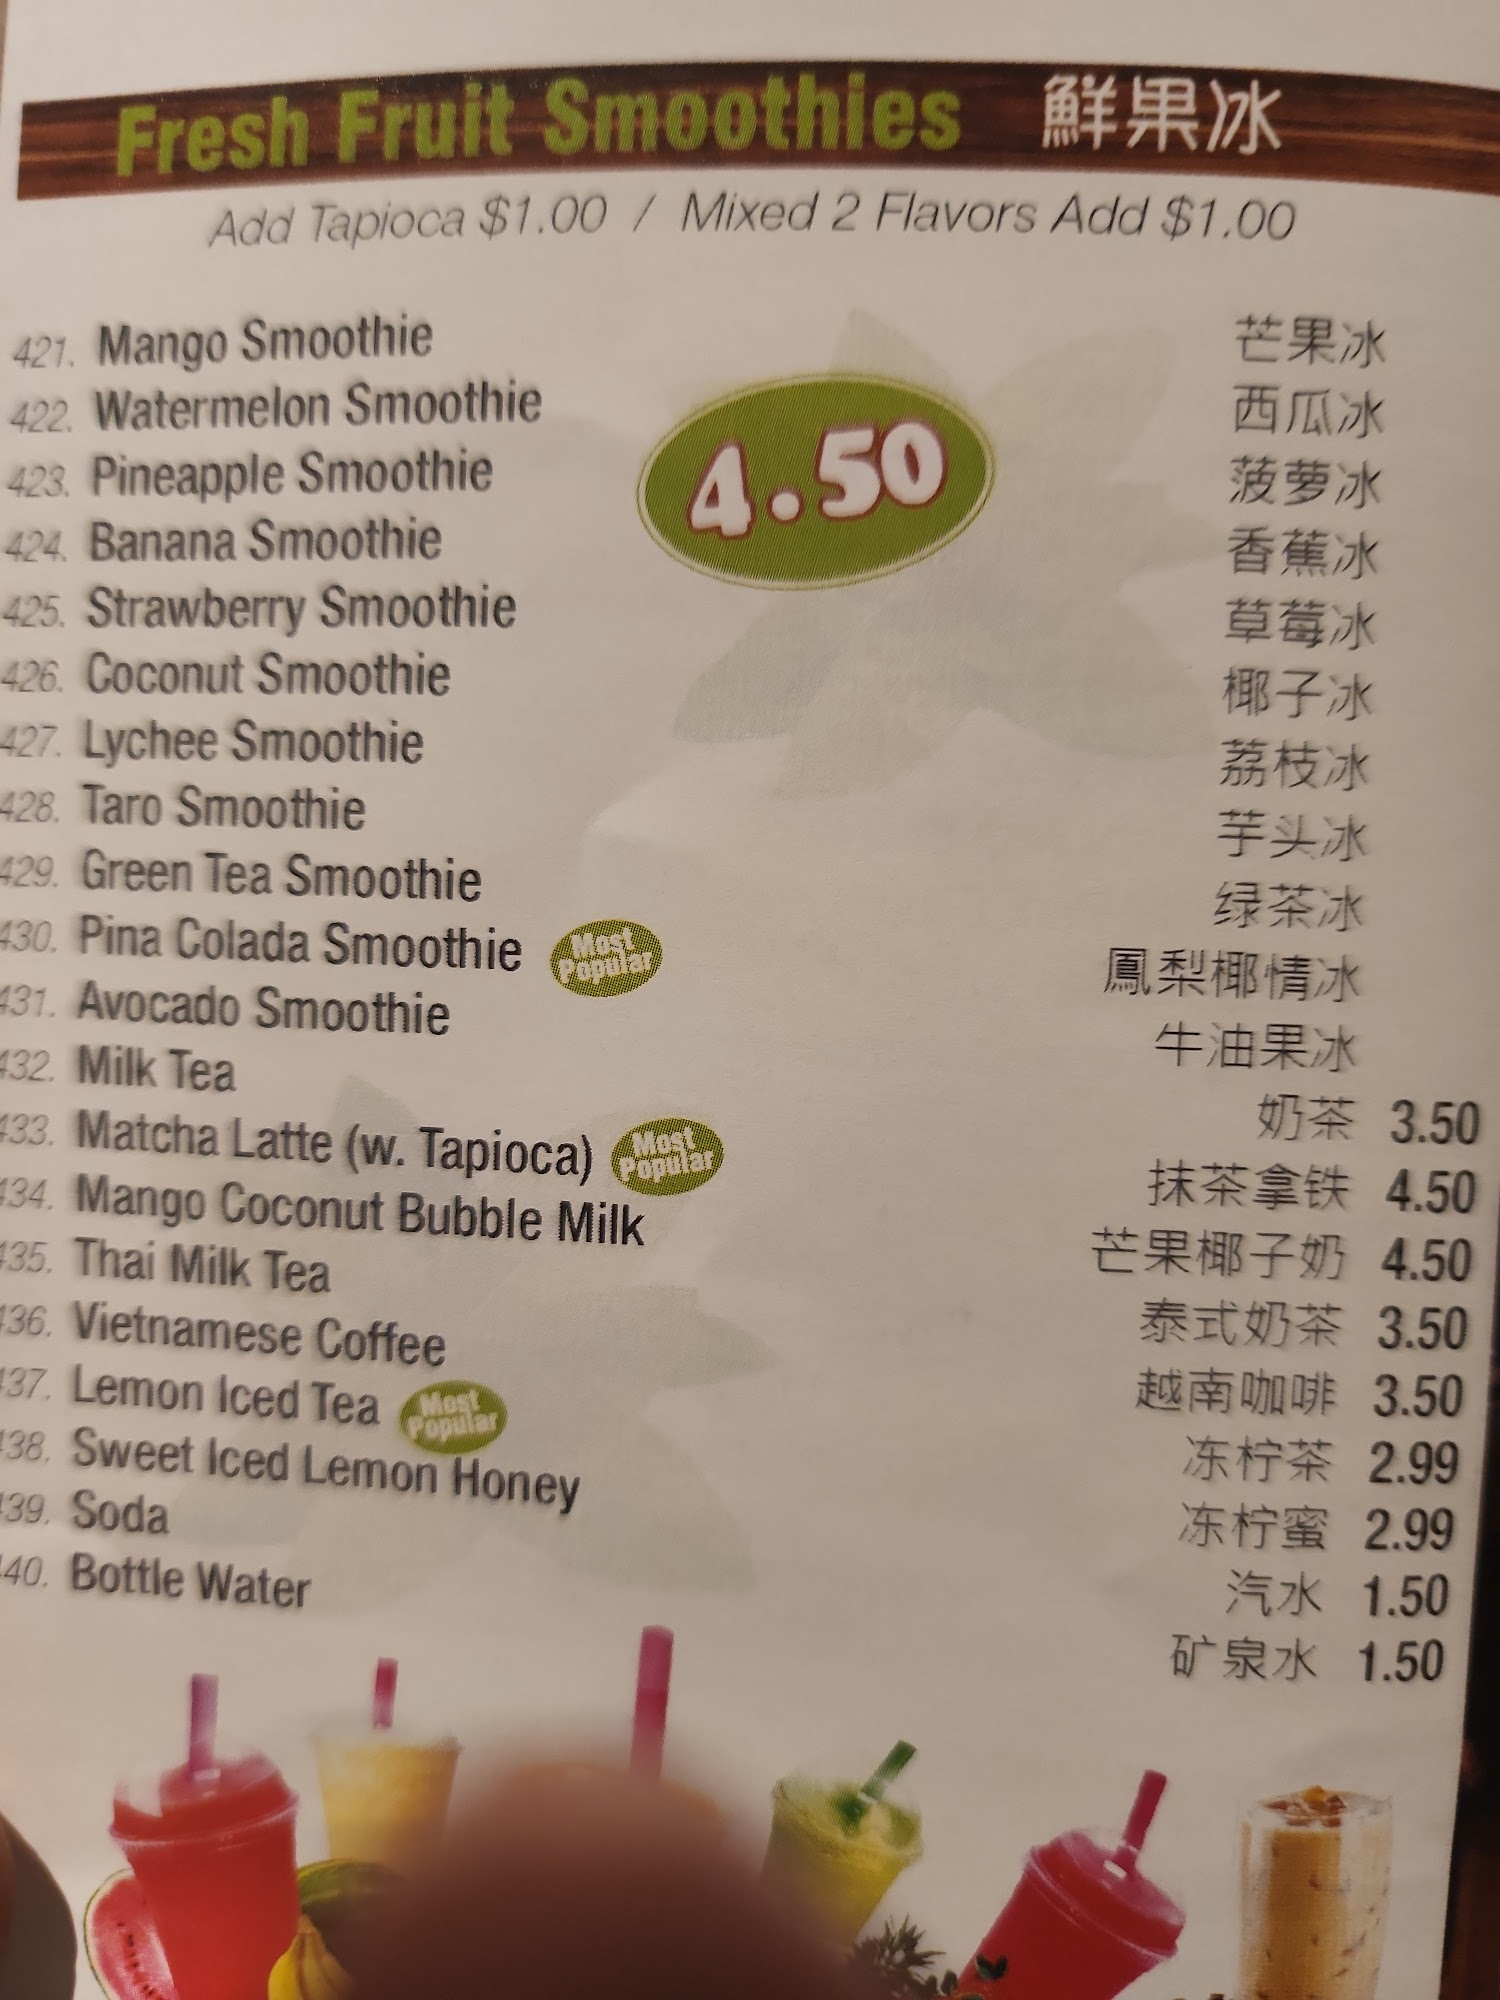 Fresh Fruit Smoothies 鮮果冰
Add Tapioca $1.00 / Mixed 2 Flavors Add $1.00
421. Mango Smoothie 芒果冰
422. Watermelon Smoothie 西瓜冰
4.50
423. Pineapple Smoothie 菠萝冰
424. Banana Smoothie 香蕉冰
425. Strawberry Smoothie 草莓冰
426. Coconut Smoothie 椰子冰
427. Lychee Smoothie 荔枝冰
428. Taro Smoothie 芋头冰
429. Green Tea Smoothie 绿茶冰
430. Pina Colada Smoothie Most Popular 鳳梨椰情冰
431. Avocado Smoothie 牛油果冰
432. Milk Tea 奶茶 3.50
433. Matcha Latte (w. Tapioca) Most Popular 抹茶拿铁 4.50
434. Mango Coconut Bubble Milk 芒果椰子奶 4.50
435. Thai Milk Tea 泰式奶茶 3.50
436. Vietnamese Coffee 越南咖啡 3.50
437. Lemon Iced Tea Most Popular 冻柠茶 2.99
438. Sweet Iced Lemon Honey 冻柠蜜 2.99
439. Soda 汽水 1.50
40. Bottle Water 矿泉水 1.50